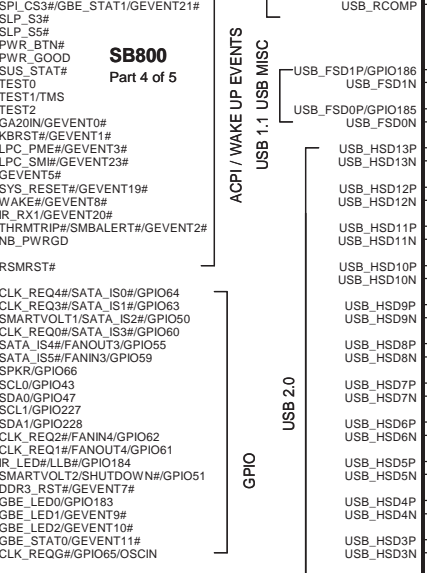 SPI_CS3#/GBE_STAT1/GEVENT21#
SLP_S3#
SLP_S5#
PWR_BTN#
PWR_GOOD
SUS_STAT#
TEST0
TEST1/TMS
TEST2
GA20IN/GEVENT0#
KBRST#/GEVENT1#
LPC_PME#/GEVENT3#
LPC_SMI#/GEVENT23#
GEVENT5#
SYS_RESET#/GEVENT19#
WAKE#/GEVENT8#
IR_RX1/GEVENT20#
THRMTRIP#/SMBALERT#/GEVENT2#
NB_PWRGD
RSMRST#
CLK_REQ4#/SATA_IS0#/GPIO64
CLK_REQ3#/SATA_IS1#/GPIO63
SMARTVOLT1/SATA_IS2#/GPIO50
CLK_REQ0#/SATA_IS3#/GPIO60
SATA_IS4#/FANOUT3/GPIO55
SATA_IS5#/FANIN3/GPIO59
SPKR/GPIO66
SCL0/GPIO43
SDA0/GPIO47
SCL1/GPIO227
SDA1/GPIO228
CLK_REQ2#/FANIN4/GPIO62
CLK_REQ1#/FANOUT4/GPIO61
IR_LED#/LLB#/GPIO184
SMARTVOLT2/SHUTDOWN#/GPIO51
DDR3_RST#/GEVENT7#
GBE_LED0/GPIO183
GBE_LED1/GEVENT9#
GBE_LED2/GEVENT10#
GBE_STAT0/GEVENT11#
CLK_REQG#/GPIO65/OSCIN
SB800
Part 4 of 5
ACPI / WAKE UP EVENTS
GPIO
USB MISC
USB 1.1
USB 2.0
USB_RCOMP
USB_FSD1P/GPIO186
USB_FSD1N
USB_FSD0P/GPIO185
USB_FSD0N
USB_HSD13P
USB_HSD13N
USB_HSD12P
USB_HSD12N
USB_HSD11P
USB_HSD11N
USB_HSD10P
USB_HSD10N
USB_HSD9P
USB_HSD9N
USB_HSD8P
USB_HSD8N
USB_HSD7P
USB_HSD7N
USB_HSD6P
USB_HSD6N
USB_HSD5P
USB_HSD5N
USB_HSD4P
USB_HSD4N
USB_HSD3P
USB_HSD3N